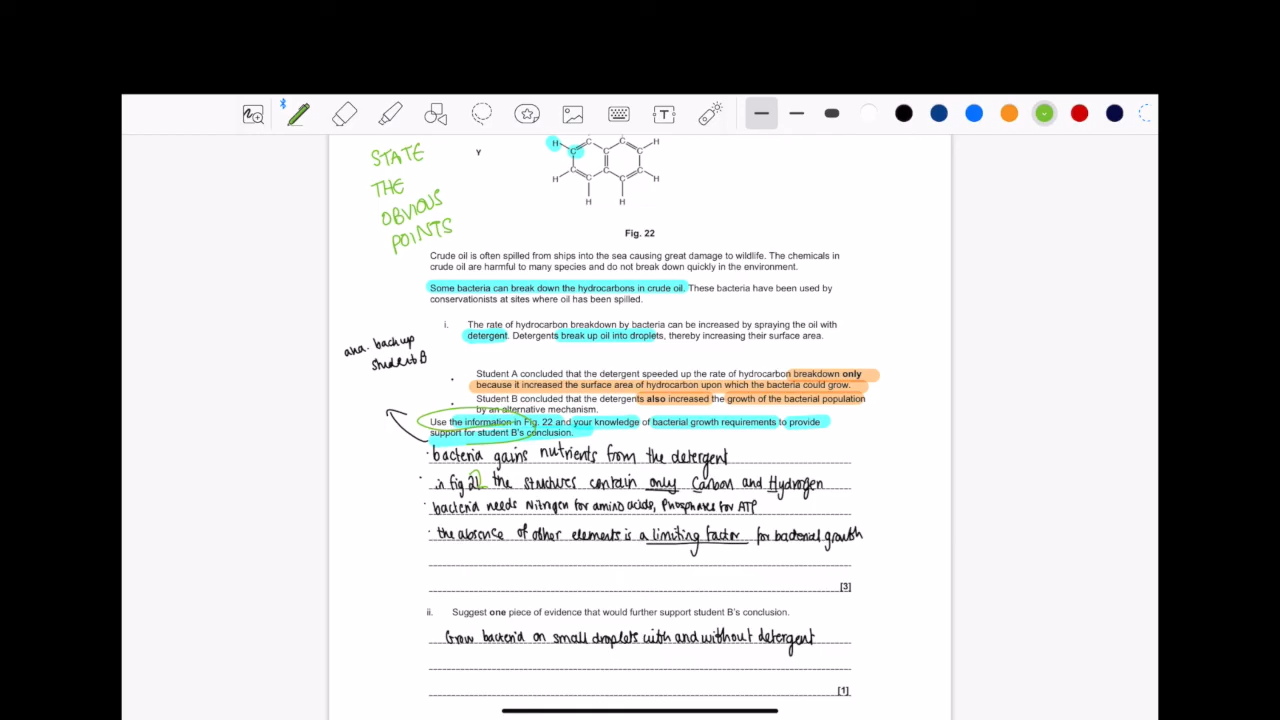 STATE
THE
OBVIOUS
POINTS
Y
H
C
C
C
H
C
C
C
C
H
C
C
H
C
H
H
H
Fig. 22
Crude oil is often spilled from ships into the sea causing great damage to wildlife. The chemicals in
crude oil are harmful to many species and do not break down quickly in the environment.
Some bacteria can break down the hydrocarbons in crude oil. These bacteria have been used by
conservationists at sites where oil has been spilled.
i. The rate of hydrocarbon breakdown by bacteria can be increased by spraying the oil with
detergent. Detergents break up oil into droplets, thereby increasing their surface area.
aka. back up
student B
Student A concluded that the detergent speeded up the rate of hydrocarbon breakdown only
because it increased the surface area of hydrocarbon upon which the bacteria could grow.
Student B concluded that the detergents also increased the growth of the bacterial population
by an alternative mechanism.
Use the information in Fig. 22 and your knowledge of bacterial growth requirements to provide
support for student B's conclusion.
· bacteria gains nutrients from the detergent
· in fig 22 the structures contain only Carbon and Hydrogen
· bacteria needs Nitrogen for amino acids, Phosphates for ATP
· the absence of other elements is a limiting factor for bacterial growth
[3]
ii. Suggest one piece of evidence that would further support student B's conclusion.
Grow bacteria on small droplets with and without detergent
[1]